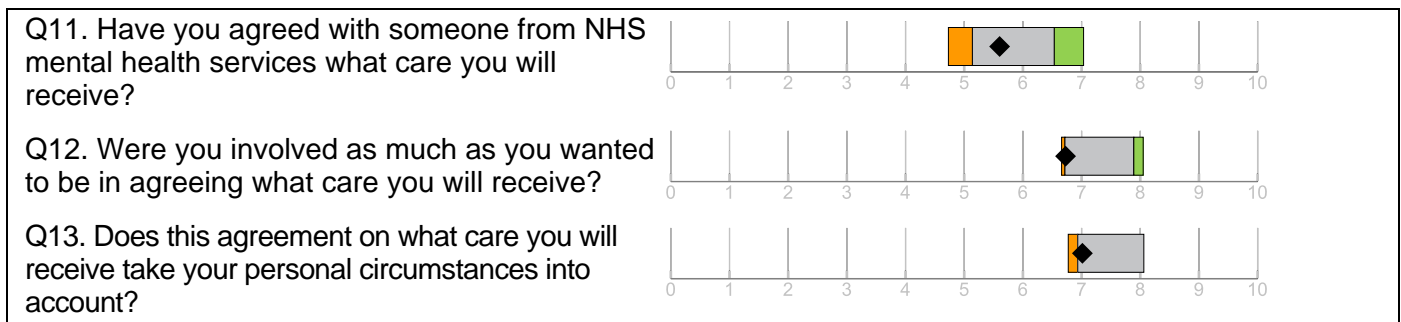 Q11. Have you agreed with someone from NHS
mental health services what care you will
receive?
0 1 2 3 4 5 6 7 8 9 10
Q12. Were you involved as much as you wanted
to be in agreeing what care you will receive?
0 1 2 3 4 5 6 7 8 9 10
Q13. Does this agreement on what care you will
receive take your personal circumstances into
account?
0 1 2 3 4 5 6 7 8 9 10